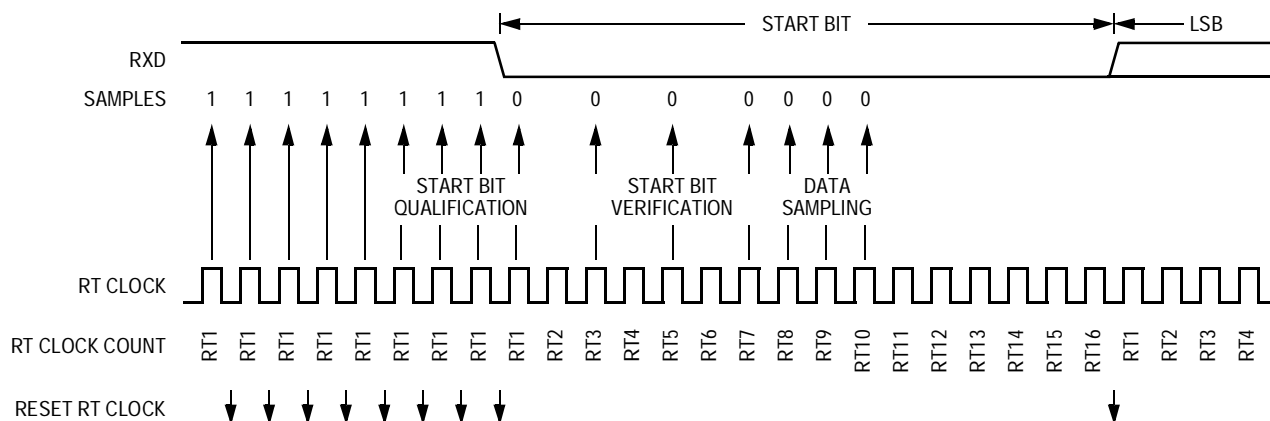 START BIT LSB
RXD
SAMPLES 1 1 1 1 1 1 1 1 0 0 0 0 0 0 0
START BIT START BIT DATA
QUALIFICATION VERIFICATION SAMPLING
RT CLOCK
RT CLOCK COUNT RT1 RT1 RT1 RT1 RT1 RT1 RT1 RT1 RT1 RT2 RT3 RT4 RT5 RT6 RT7 RT8 RT9 RT10 RT11 RT12 RT13 RT14 RT15 RT16 RT1 RT2 RT3 RT4
RESET RT CLOCK